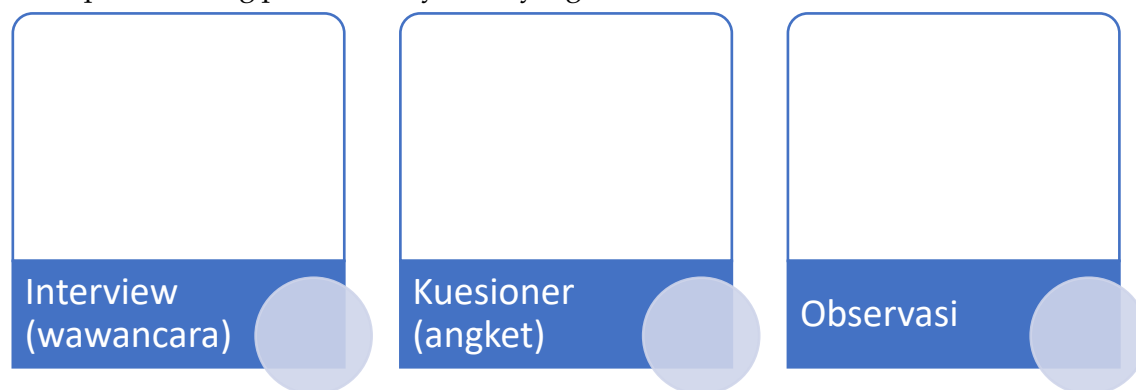 Interview
(wawancara)
Kuesioner
(angket)
Observasi